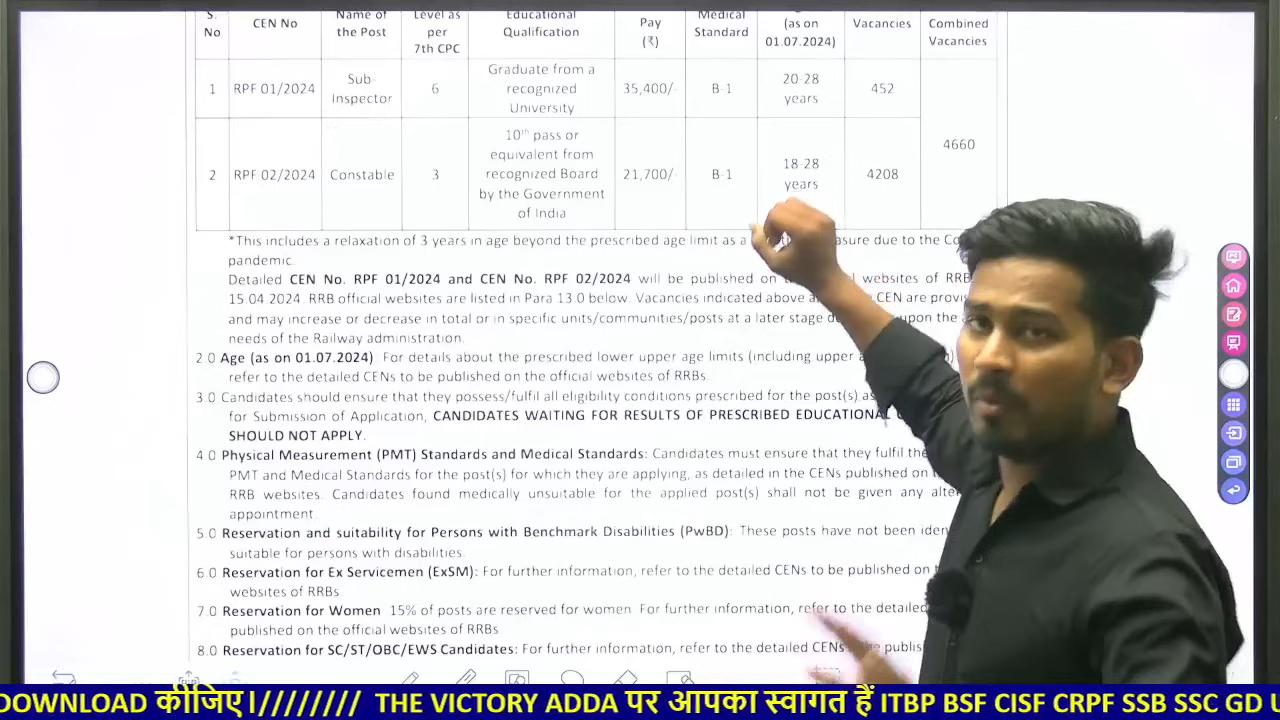 S. No
CEN No
Name of the Post
Level as per 7th CPC
Educational Qualification
Pay (₹)
Medical Standard
(as on 01.07.2024)
Vacancies
Combined Vacancies
1
RPF 01/2024
Sub-Inspector
6
Graduate from a recognized University
35,400/-
B-1
20-28 years
452
4660
2
RPF 02/2024
Constable
3
10th pass or equivalent from recognized Board by the Government of India
21,700/-
B-1
18-28 years
4208
*This includes a relaxation of 3 years in age beyond the prescribed age limit as a due to the
pandemic.
Detailed CEN No. RPF 01/2024 and CEN No. RPF 02/2024 will be published on websites of RRB
15.04.2024. RRB official websites are listed in Para 13.0 below. Vacancies indicated above CEN are
and may increase or decrease in total or in specific units/communities/posts at a later stage upon the
needs of the Railway administration.
2.0 Age (as on 01.07.2024) For details about the prescribed lower upper age limits (including upper
refer to the detailed CENs to be published on the official websites of RRBs.
3.0 Candidates should ensure that they possess/fulfil all eligibility conditions prescribed for the post(s) as
for Submission of Application, CANDIDATES WAITING FOR RESULTS OF PRESCRIBED EDUCATIONAL
SHOULD NOT APPLY.
4.0 Physical Measurement (PMT) Standards and Medical Standards: Candidates must ensure that they fulfil the
PMT and Medical Standards for the post(s) for which they are applying, as detailed in the CENs published on
RRB websites. Candidates found medically unsuitable for the applied post(s) shall not be given any
appointment.
5.0 Reservation and suitability for Persons with Benchmark Disabilities (PwBD): These posts have not been
suitable for persons with disabilities.
6.0 Reservation for Ex Servicemen (ExSM): For further information, refer to the detailed CENs to be published on
websites of RRBs
7.0 Reservation for Women 15% of posts are reserved for women. For further information, refer to the detailed
published on the official websites of RRBs
8.0 Reservation for SC/ST/OBC/EWS Candidates: For further information, refer to the detailed CENs
DOWNLOAD कीजिए।//////// THE VICTORY ADDA पर आपका स्वागत हैं ITBP BSF CISF CRPF SSB SSC GD